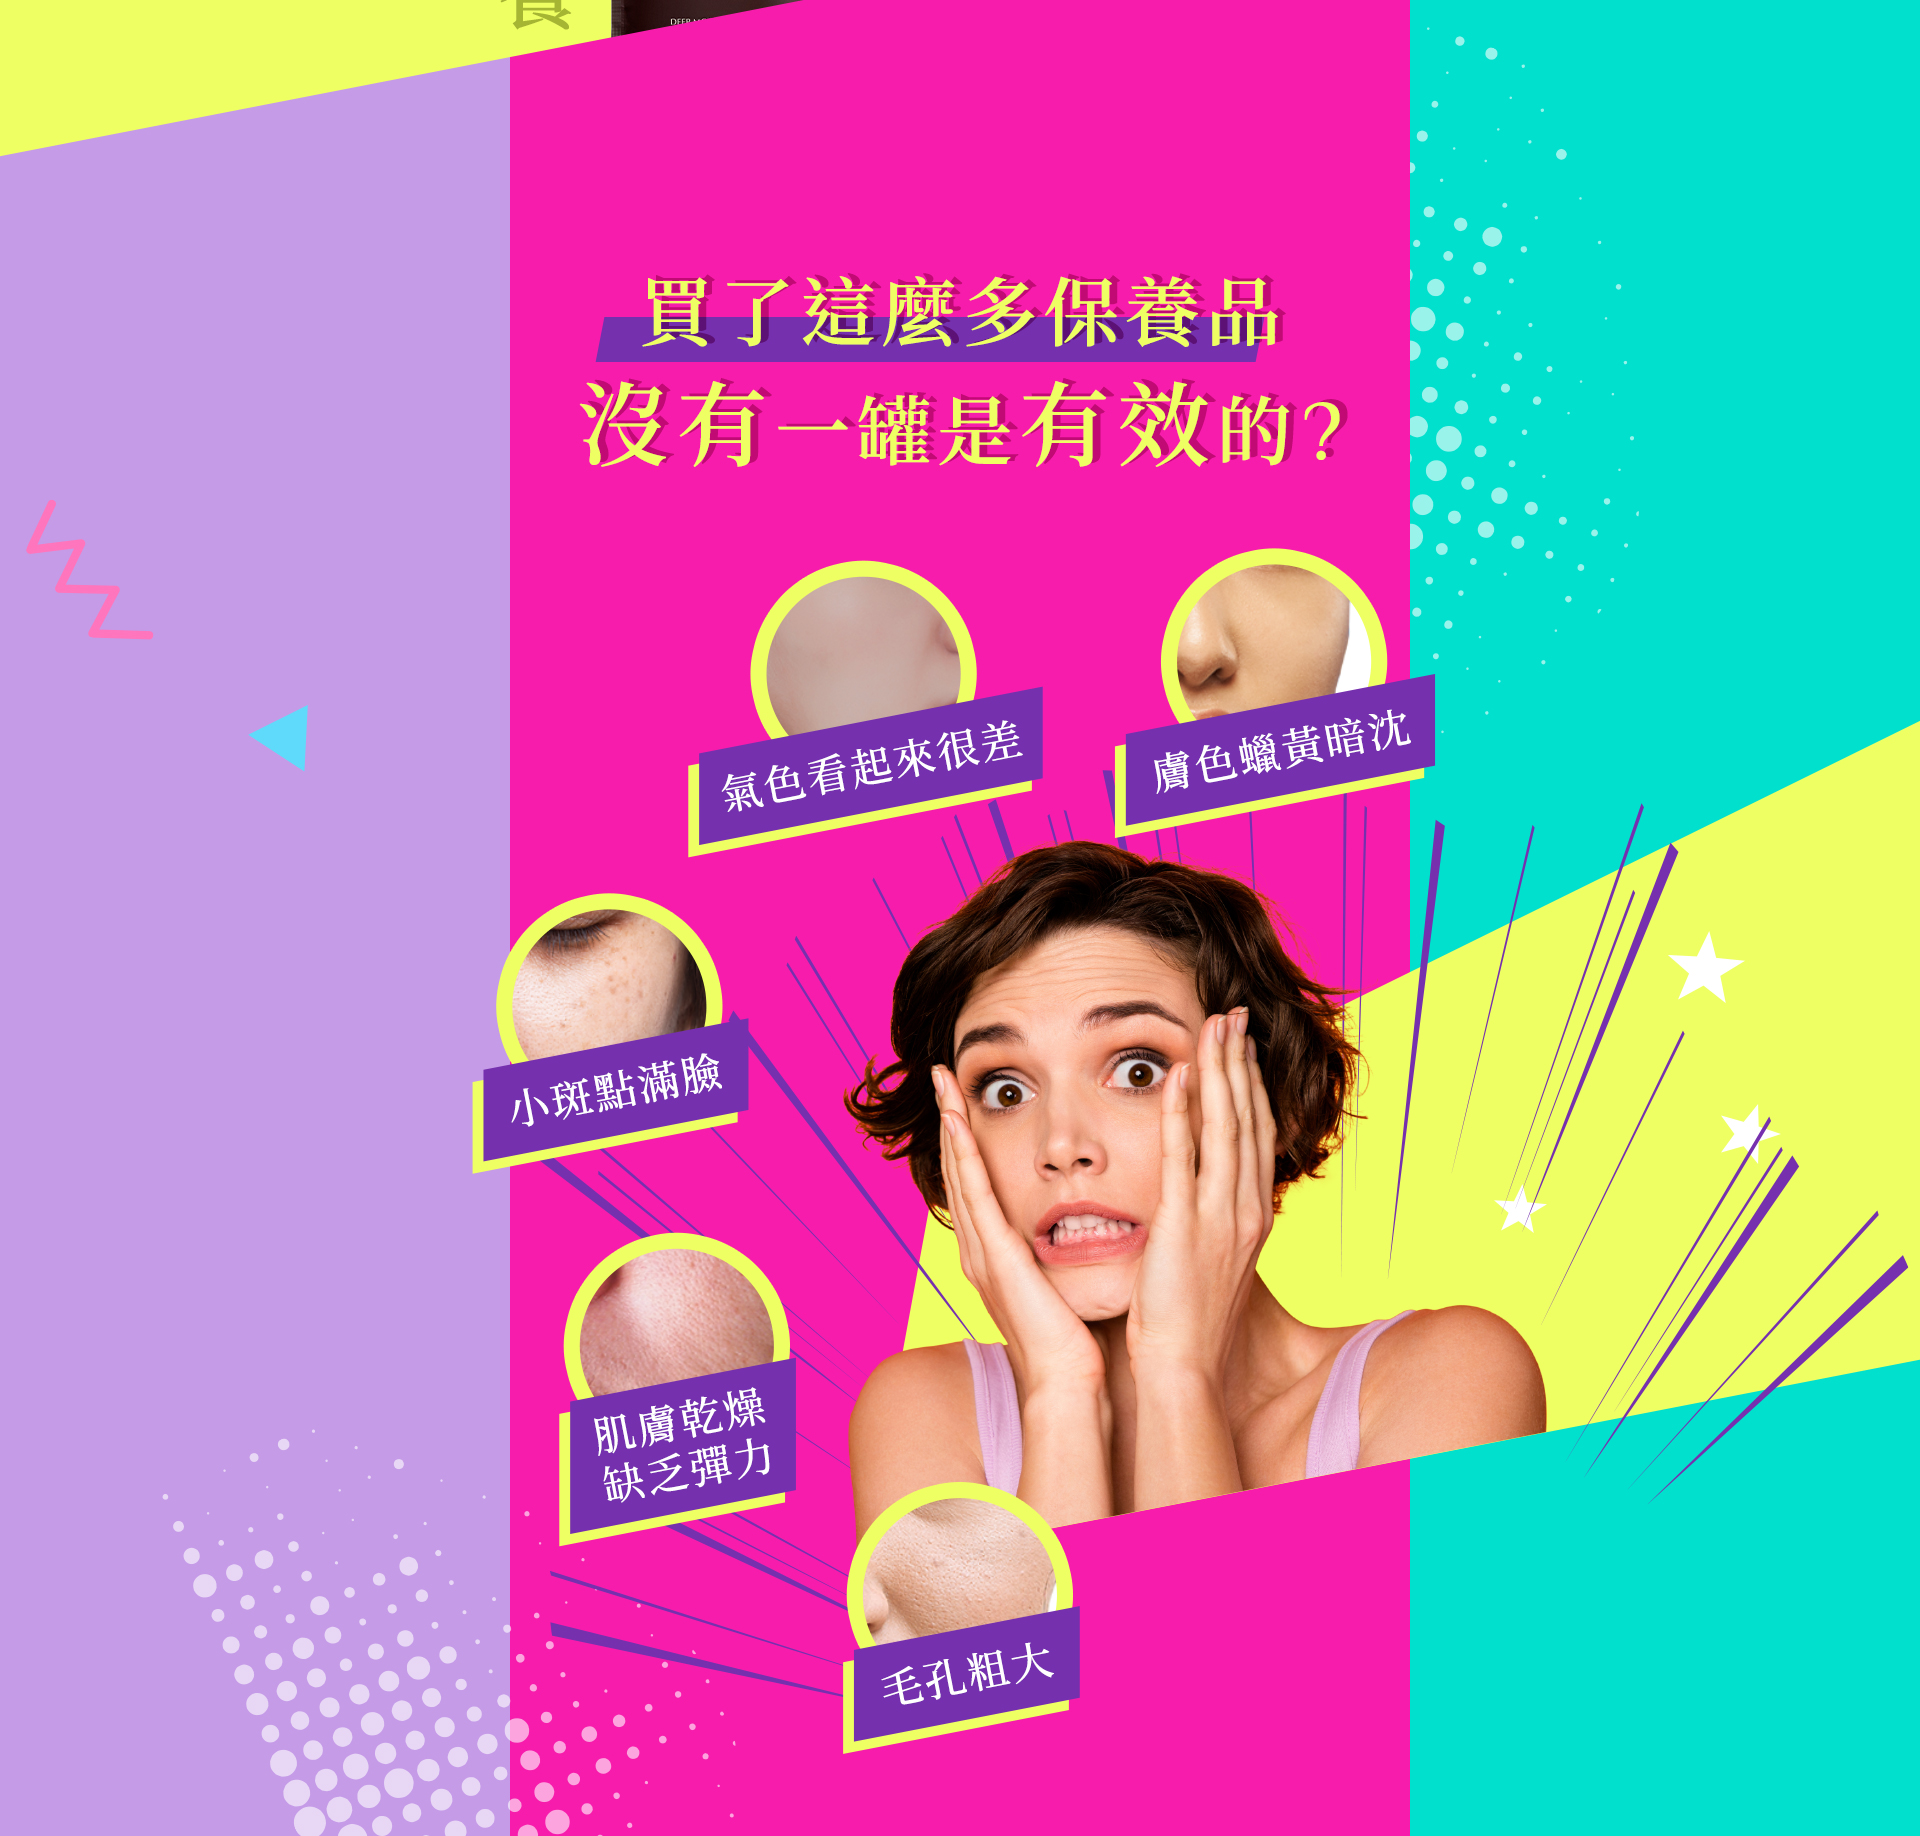 養
買了這麼多保養品
沒有一罐是有效的?
氣色看起來很差
膚色蠟黃暗沈
小斑點滿臉
肌膚乾燥
缺乏彈力
毛孔粗大